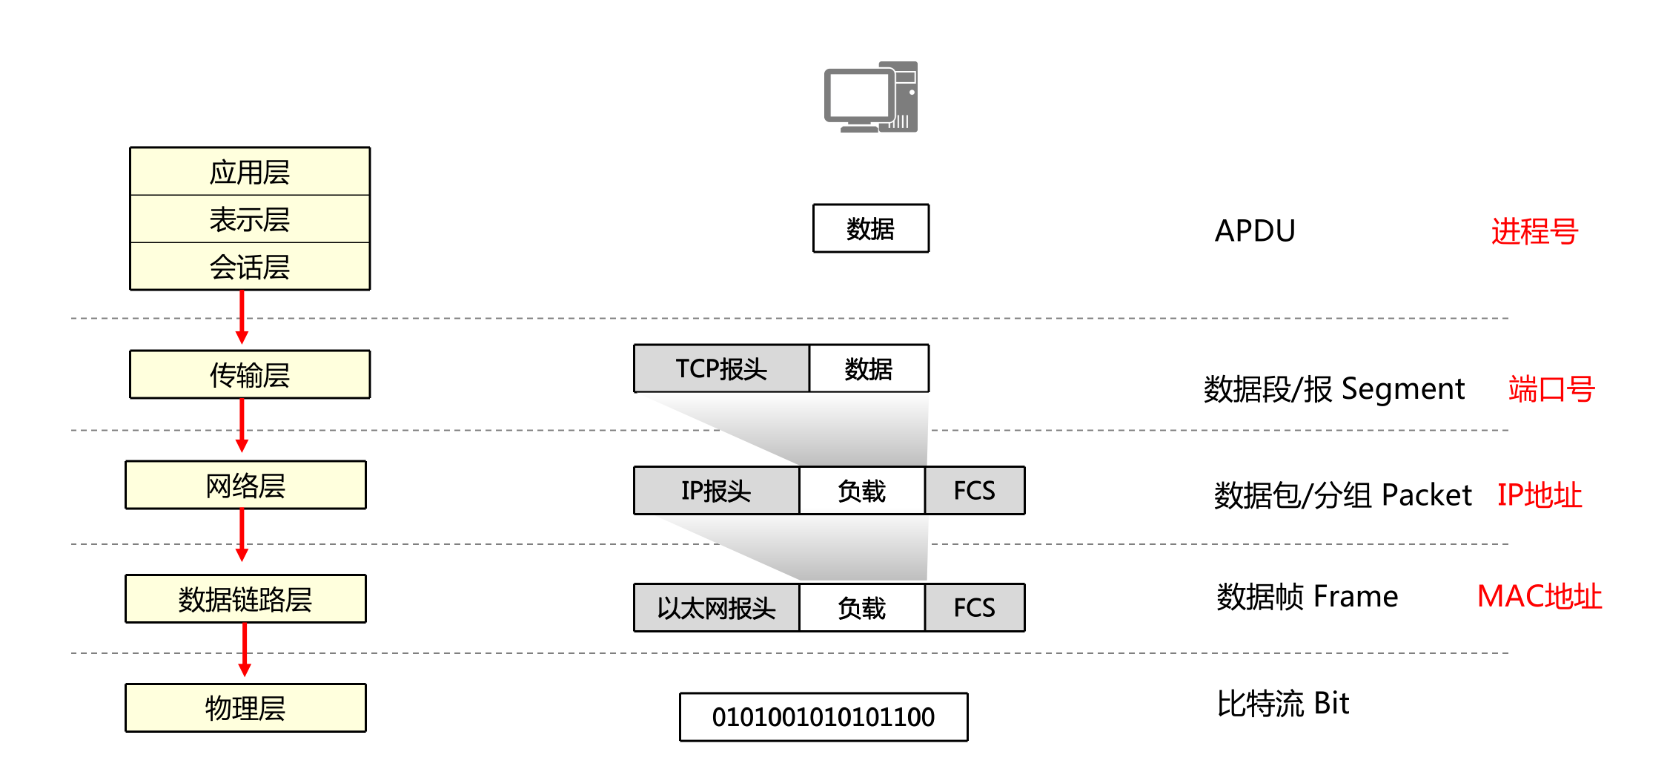 应用层
表示层
会话层
数据
APDU
进程号
传输层
TCP报头
数据
数据段/报 Segment
端口号
网络层
IP报头
负载
FCS
数据包/分组 Packet
IP地址
数据链路层
以太网报头
负载
FCS
数据帧 Frame
MAC地址
物理层
0101001010101100
比特流 Bit